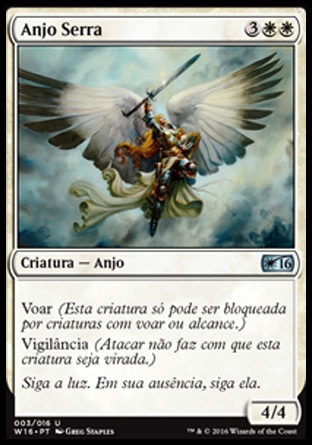 Anjo Serra 3
Criatura — Anjo 16
Voar (Esta criatura só pode ser bloqueada
por criaturas com voar ou alcance.)
Vigilância (Atacar não faz com que esta
criatura seja virada.)
Siga a luz. Em sua ausência, siga ela.
4/4
003/016 U
W16 • PT Greg Staples ™ & © 2016 Wizards of the Coast